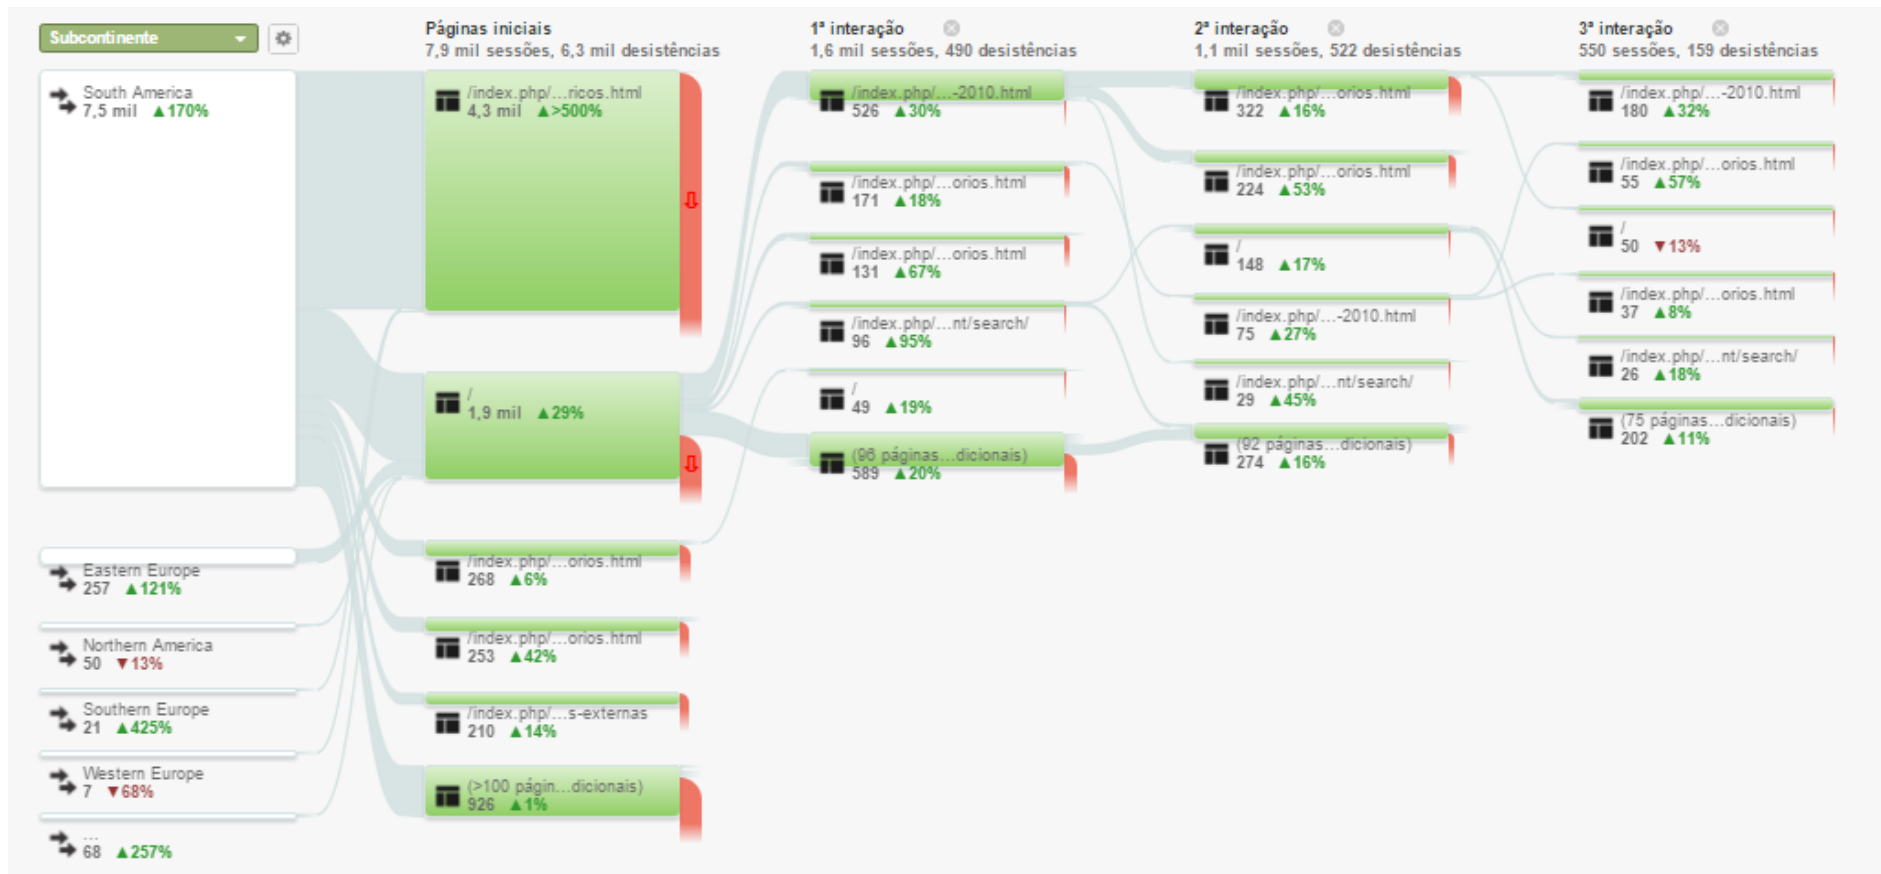 Subcontinente
South America
7,5 mil ▲170%
Eastern Europe
257 ▲121%
Northern America
50 ▼13%
Southern Europe
21 ▲425%
Western Europe
7 ▼68%
...
68 ▲257%
Páginas iniciais
7,9 mil sessões, 6,3 mil desistências
/index.php/...ricos.html
4,3 mil ▲>500%
/
1,9 mil ▲29%
/index.php/...orios.html
268 ▲6%
/index.php/...orios.html
253 ▲42%
/index.php/...s-externas
210 ▲14%
(>100 págin...dicionais)
926 ▲1%
1ª interação
1,6 mil sessões, 490 desistências
/index.php/...-2010.html
526 ▲30%
/index.php/...orios.html
171 ▲18%
/index.php/...orios.html
131 ▲67%
/index.php/...nt/search/
96 ▲95%
/
49 ▲19%
(96 páginas...dicionais)
589 ▲20%
2ª interação
1,1 mil sessões, 522 desistências
/index.php/...orios.html
322 ▲16%
/index.php/...orios.html
224 ▲53%
/
148 ▲17%
/index.php/...-2010.html
75 ▲27%
/index.php/...nt/search/
29 ▲45%
(92 páginas...dicionais)
274 ▲16%
3ª interação
550 sessões, 159 desistências
/index.php/...-2010.html
180 ▲32%
/index.php/...orios.html
55 ▲57%
/
50 ▼13%
/index.php/...orios.html
37 ▲8%
/index.php/...nt/search/
26 ▲18%
(75 páginas...dicionais)
202 ▲11%